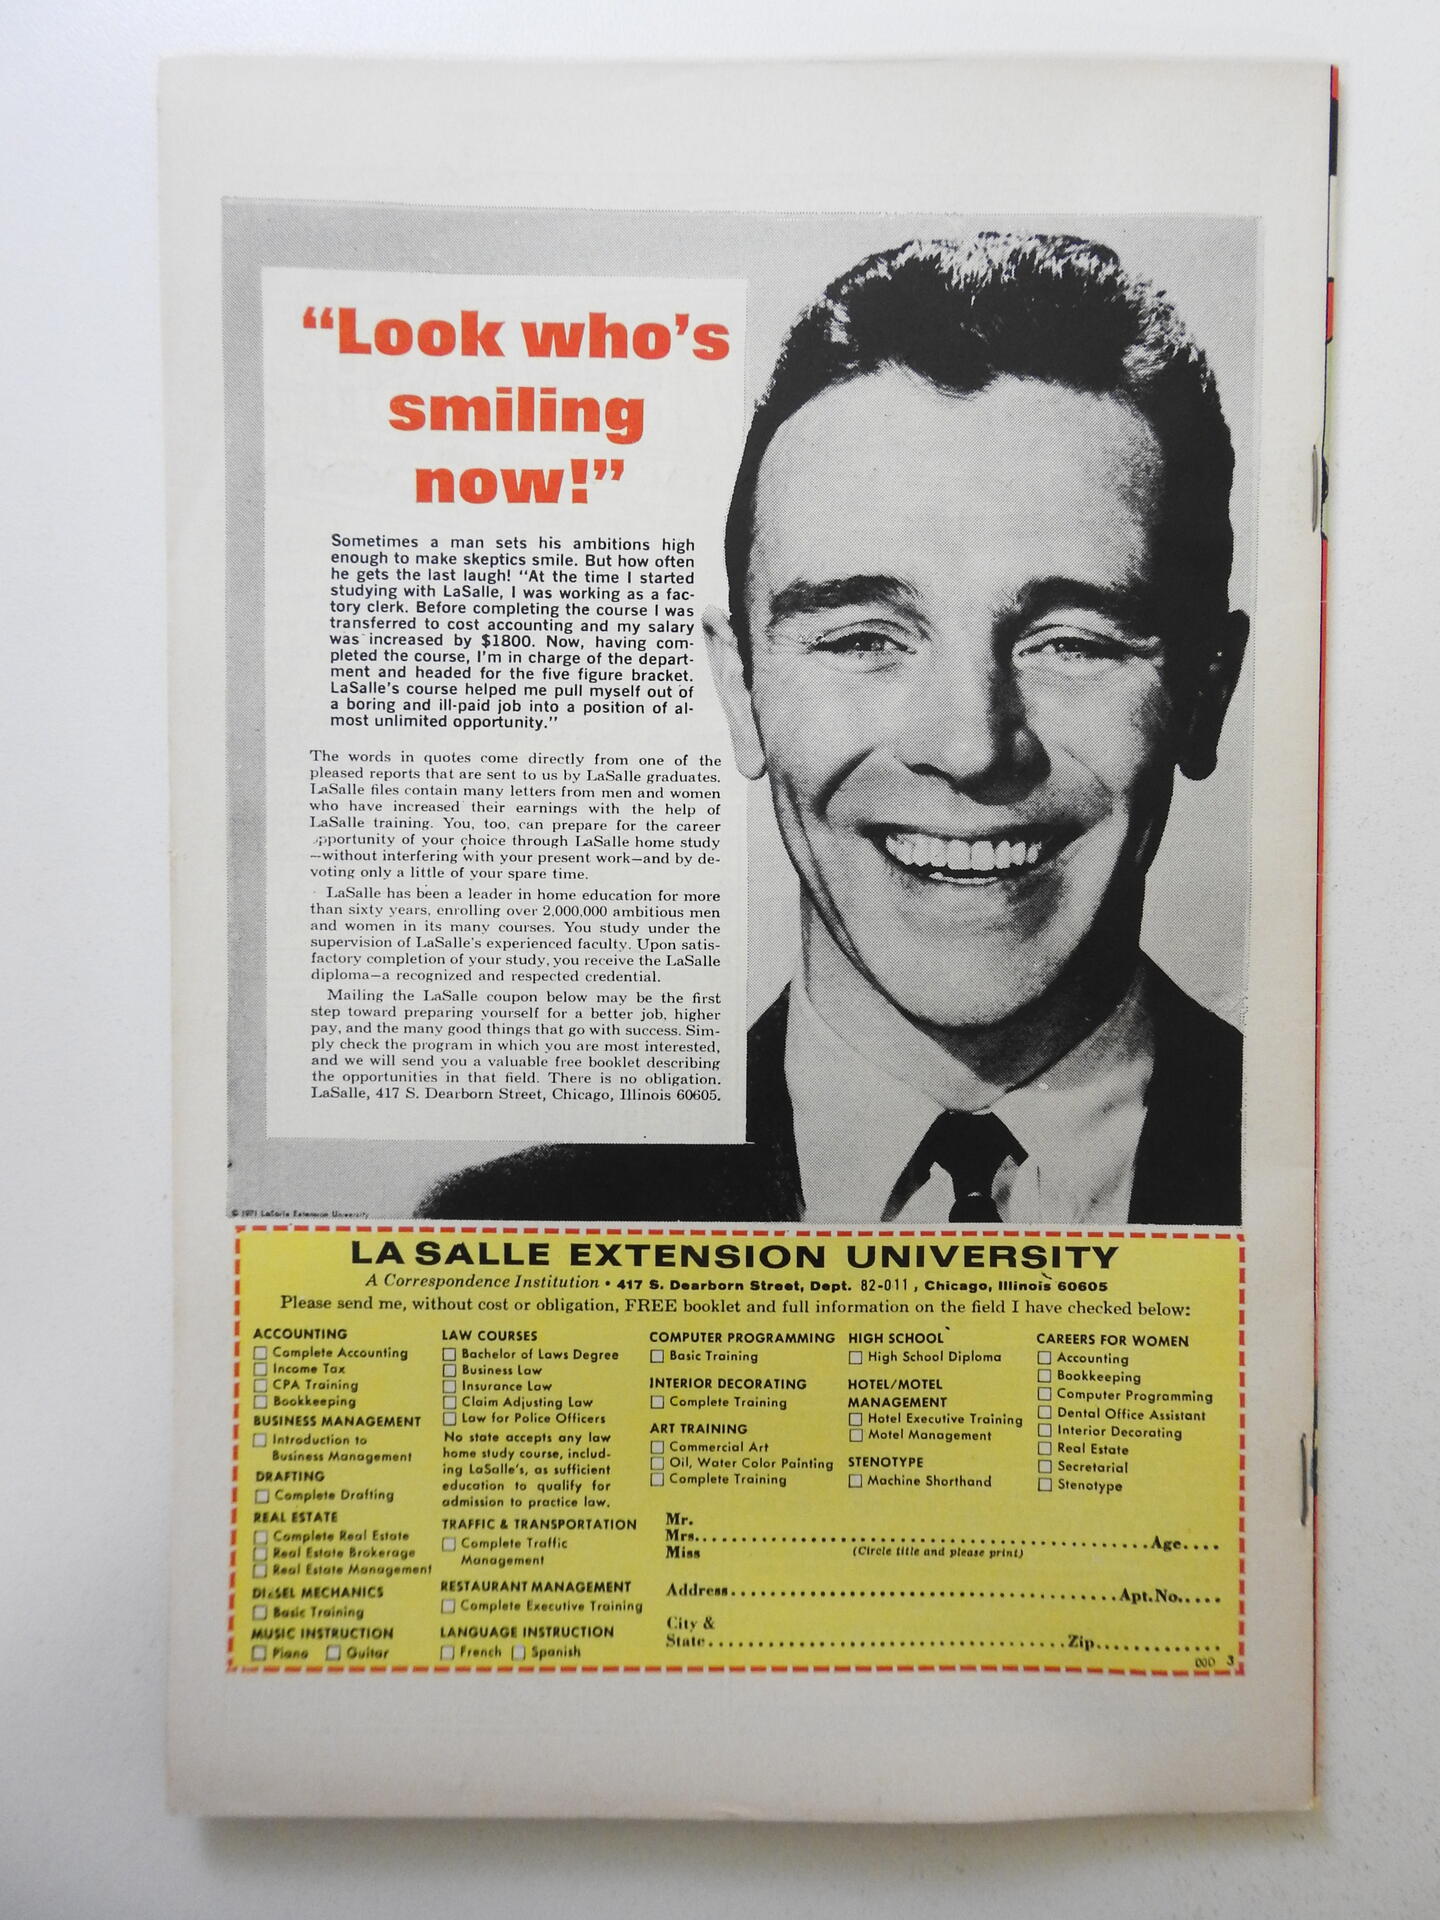 “Look who’s
smiling
now!”
Sometimes a man sets his ambitions high
enough to make skeptics smile. But how often
he gets the last laugh! “At the time I started
studying with LaSalle, I was working as a fac-
tory clerk. Before completing the course I was
transferred to cost accounting and my salary
was increased by $1800. Now, having com-
pleted the course, I’m in charge of the depart-
ment and headed for the five figure bracket.
LaSalle’s course helped me pull myself out of
a boring and ill-paid job into a position of al-
most unlimited opportunity.”
The words in quotes come directly from one of the
pleased reports that are sent to us by LaSalle graduates.
LaSalle files contain many letters from men and women
who have increased their earnings with the help of
LaSalle training. You, too, can prepare for the career
opportunity of your choice through LaSalle home study
—without interfering with your present work—and by de-
voting only a little of your spare time.
LaSalle has been a leader in home education for more
than sixty years, enrolling over 2,000,000 ambitious men
and women in its many courses. You study under the
supervision of LaSalle’s experienced faculty. Upon satis-
factory completion of your study, you receive the LaSalle
diploma—a recognized and respected credential.
Mailing the LaSalle coupon below may be the first
step toward preparing yourself for a better job, higher
pay, and the many good things that go with success. Sim-
ply check the program in which you are most interested,
and we will send you a valuable free booklet describing
the opportunities in that field. There is no obligation.
LaSalle, 417 S. Dearborn Street, Chicago, Illinois 60605.
© 1971 LaSalle Extension University
LA SALLE EXTENSION UNIVERSITY
A Correspondence Institution • 417 S. Dearborn Street, Dept. 82-011, Chicago, Illinois 60605
Please send me, without cost or obligation, FREE booklet and full information on the field I have checked below:
ACCOUNTING
Complete Accounting
Income Tax
CPA Training
Bookkeeping
BUSINESS MANAGEMENT
Introduction to
Business Management
DRAFTING
Complete Drafting
REAL ESTATE
Complete Real Estate
Real Estate Brokerage
Real Estate Management
DIESEL MECHANICS
Basic Training
MUSIC INSTRUCTION
Piano Guitar
LAW COURSES
Bachelor of Laws Degree
Business Law
Insurance Law
Claim Adjusting Law
Law for Police Officers
No state accepts any law
home study course, includ-
ing LaSalle’s, as sufficient
education to qualify for
admission to practice law.
TRAFFIC & TRANSPORTATION
Complete Traffic
Management
RESTAURANT MANAGEMENT
Complete Executive Training
LANGUAGE INSTRUCTION
French Spanish
COMPUTER PROGRAMMING
Basic Training
INTERIOR DECORATING
Complete Training
ART TRAINING
Commercial Art
Oil, Water Color Painting
Complete Training
HIGH SCHOOL
High School Diploma
HOTEL/MOTEL
MANAGEMENT
Hotel Executive Training
Motel Management
STENOTYPE
Machine Shorthand
CAREERS FOR WOMEN
Accounting
Bookkeeping
Computer Programming
Dental Office Assistant
Interior Decorating
Real Estate
Secretarial
Stenotype
Mr.
Mrs. Age
Miss (Circle title and please print)
Address Apt. No.
City &
State Zip
000 3